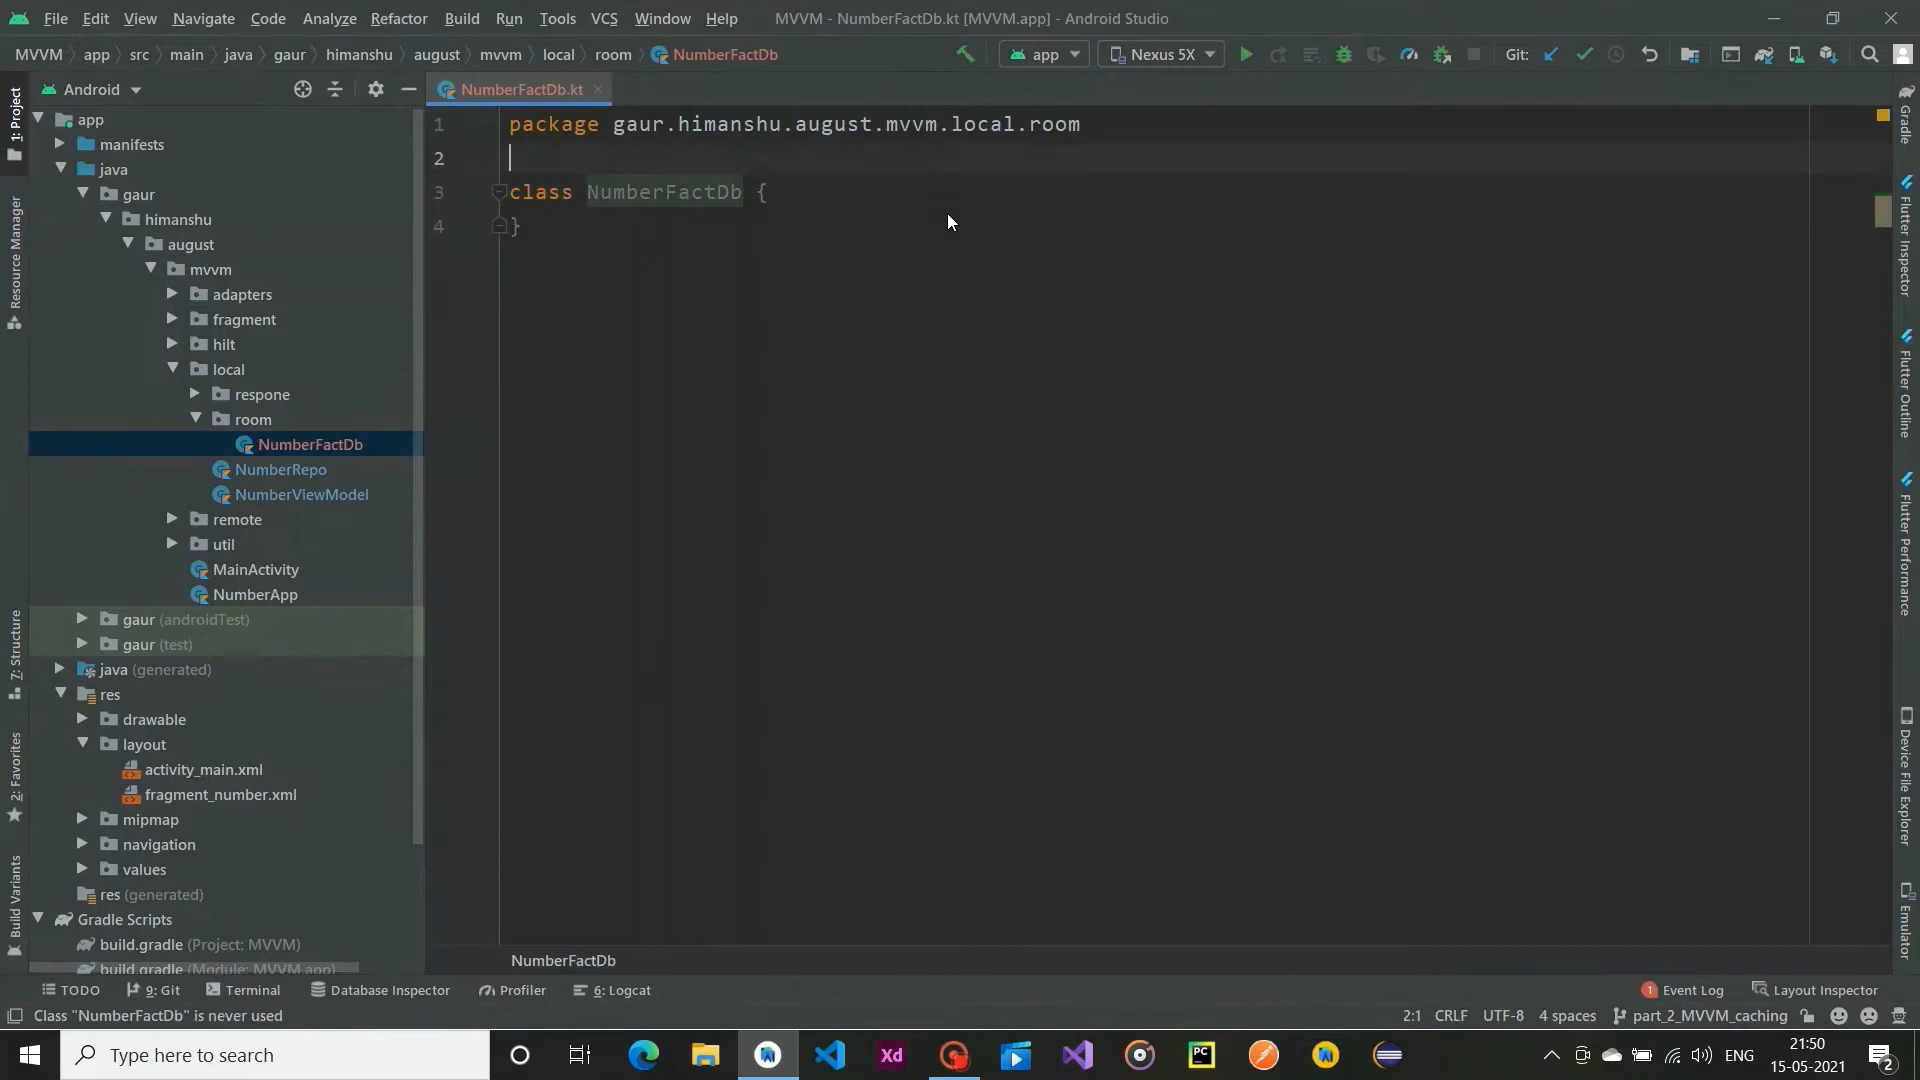 File Edit View Navigate Code Analyze Refactor Build Run Tools VCS Window Help MVVM - NumberFactDb.kt [MVVM.app] - Android Studio
MVVM app src main java gaur himanshu august mvvm local room NumberFactDb app Nexus 5X Git:
Android
NumberFactDb.kt
app
manifests
java
gaur
himanshu
august
mvvm
adapters
fragment
hilt
local
respone
room
NumberFactDb
NumberRepo
NumberViewModel
remote
util
MainActivity
NumberApp
gaur (androidTest)
gaur (test)
java (generated)
res
drawable
layout
activity_main.xml
fragment_number.xml
mipmap
navigation
values
res (generated)
Gradle Scripts
build.gradle (Project: MVVM)
build.gradle (Module: MVVM.app)
1: Project
Resource Manager
7: Structure
2: Favorites
Build Variants
1 package gaur.himanshu.august.mvvm.local.room
2
3 class NumberFactDb {
4 }
NumberFactDb
Gradle
Flutter Inspector
Flutter Outline
Flutter Performance
Device File Explorer
Emulator
TODO 9: Git Terminal Database Inspector Profiler 6: Logcat 1 Event Log Layout Inspector
Class "NumberFactDb" is never used 2:1 CRLF UTF-8 4 spaces part_2_MVVM_caching
Type here to search Xd PC ENG 21:50
15-05-2021 2